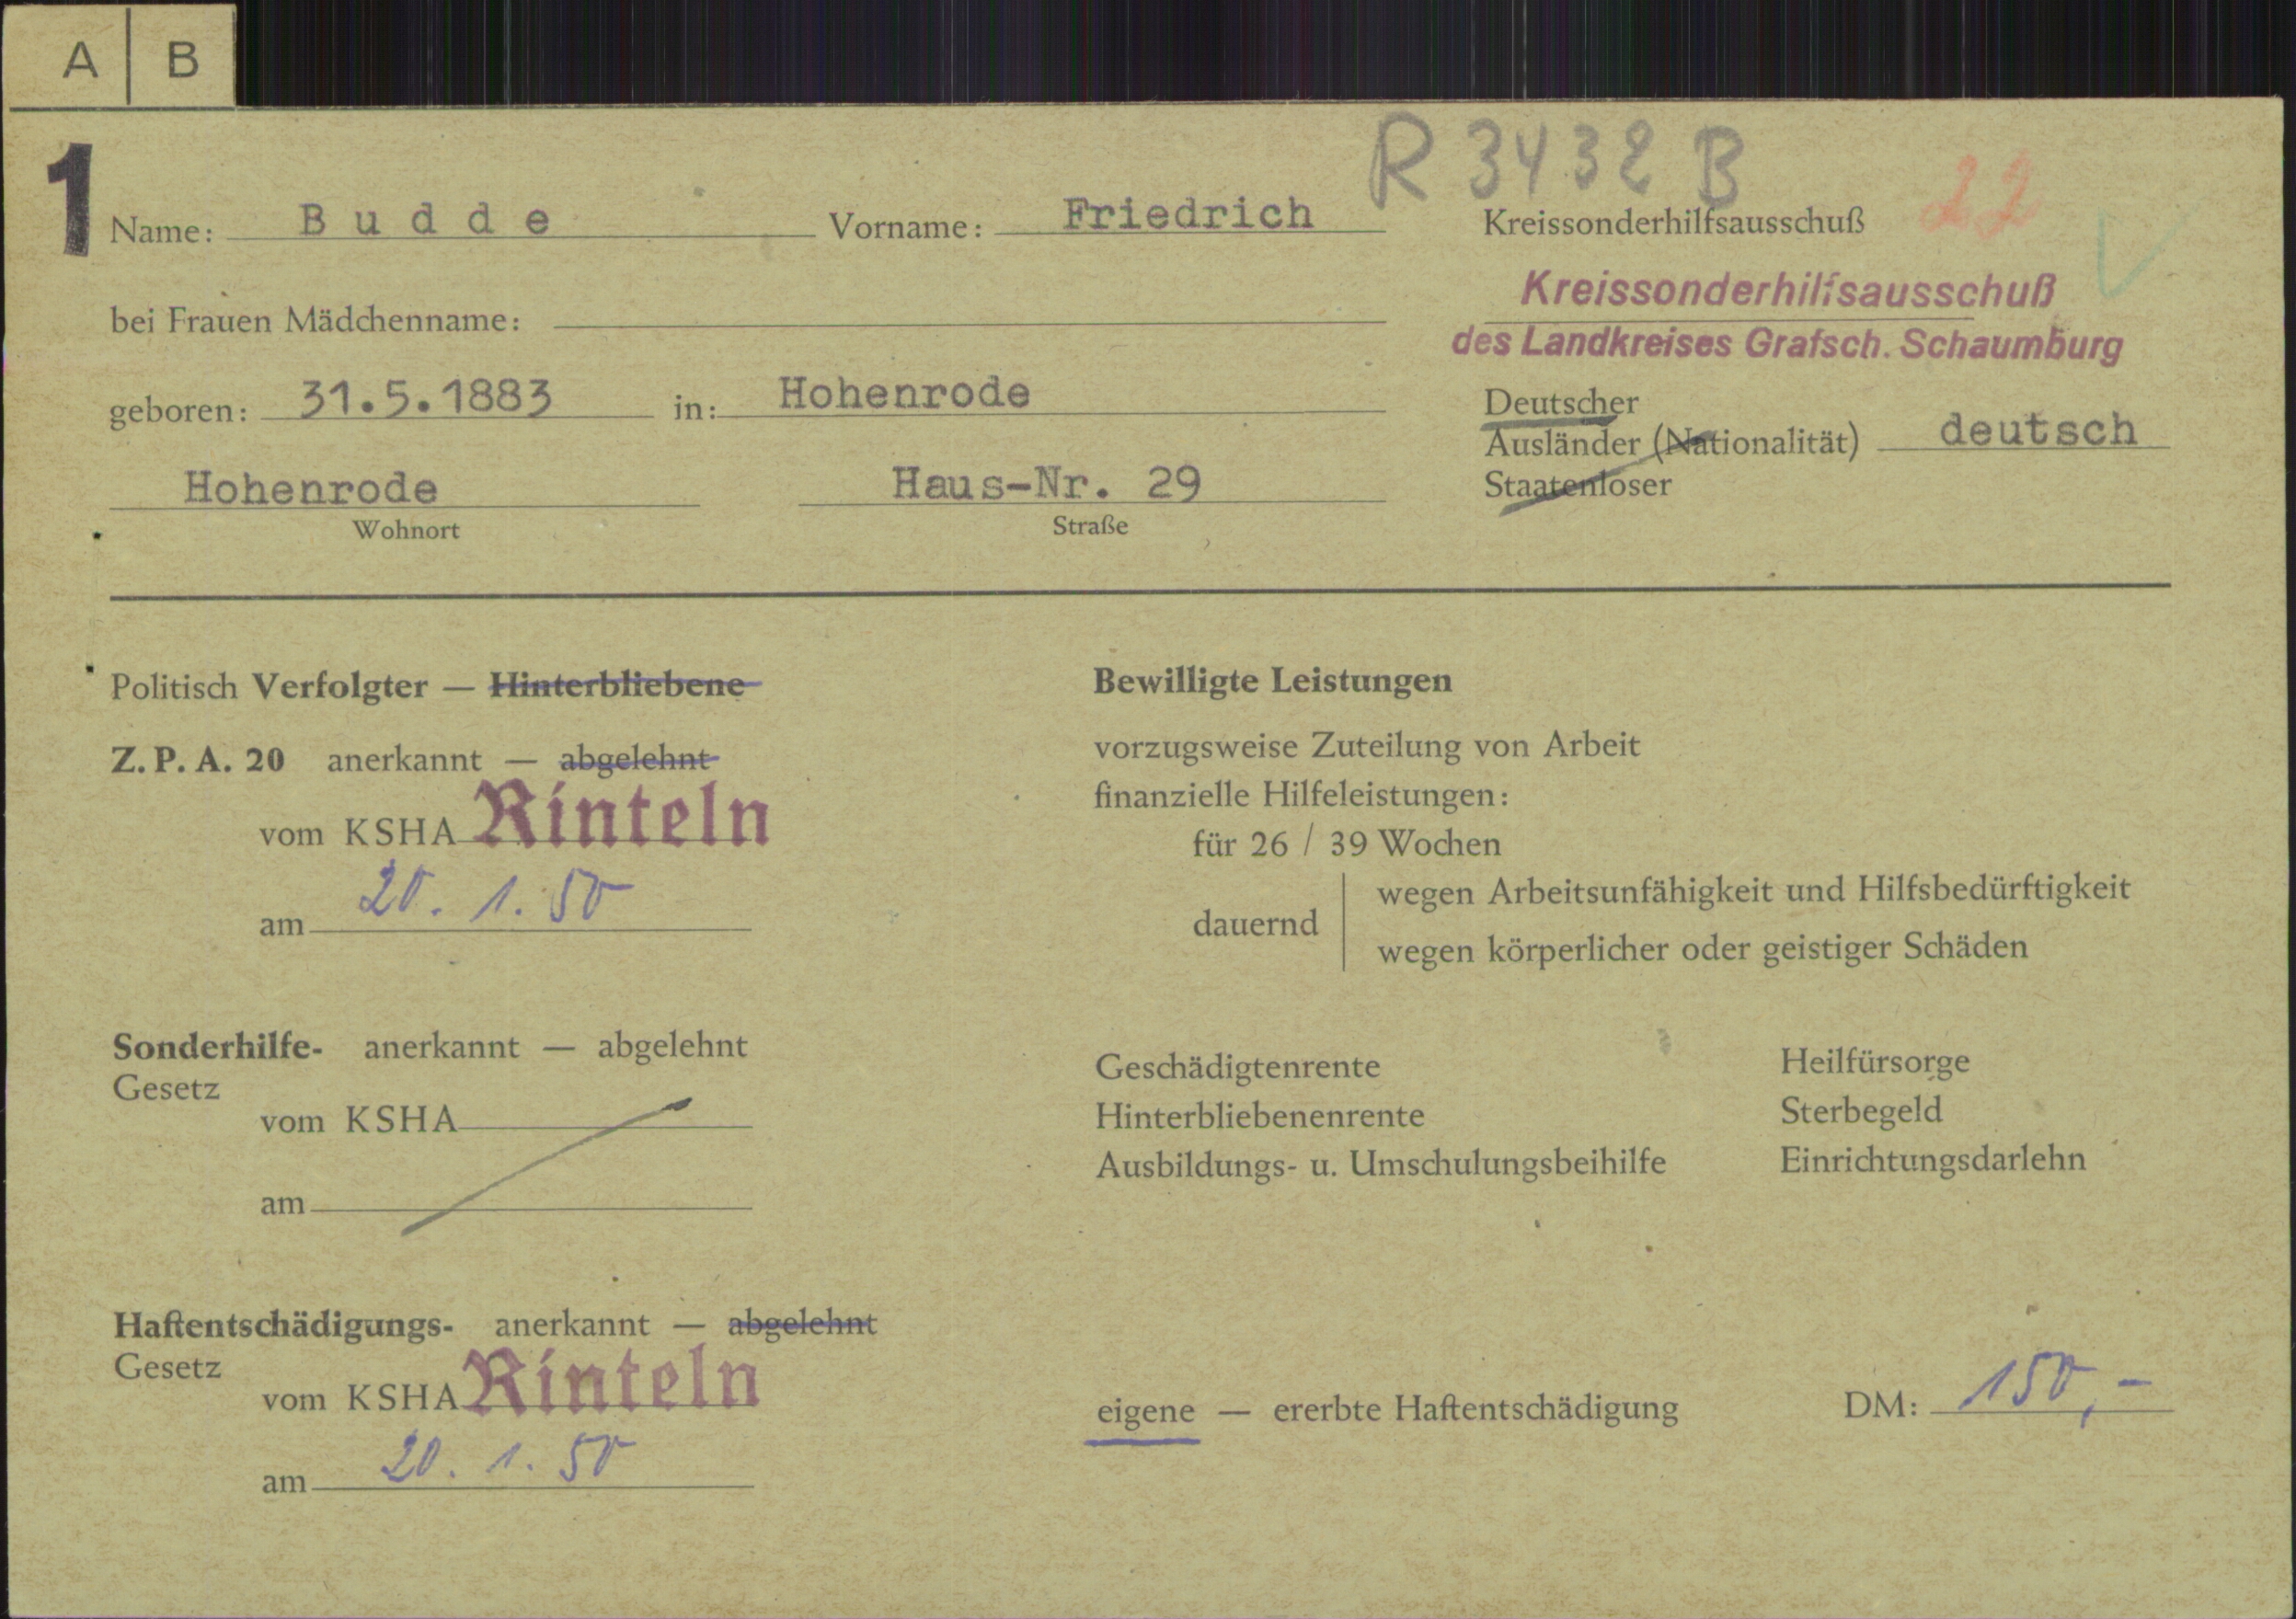 A | B
1
R 3432 B
22
Name: B u d d e Vorname: Friedrich
Kreissonderhilfsausschuß
bei Frauen Mädchenname:
Kreissonderhilfsausschuß
des Landkreises Grafsch. Schaumburg
geboren: 31.5.1883 in: Hohenrode
Deutscher
Ausländer (Nationalität) deutsch
Staatenloser
Hohenrode Haus-Nr. 29
Wohnort Straße
Politisch Verfolgter — Hinterbliebene
Z. P. A. 20 anerkannt — abgelehnt
vom KSHA Rinteln
am 20. 1. 50
Sonderhilfe- anerkannt — abgelehnt
Gesetz
vom KSHA
am
Haftentschädigungs- anerkannt — abgelehnt
Gesetz
vom KSHA Rinteln
am 20. 1. 50
Bewilligte Leistungen
vorzugsweise Zuteilung von Arbeit
finanzielle Hilfeleistungen:
für 26 / 39 Wochen
dauernd
wegen Arbeitsunfähigkeit und Hilfsbedürftigkeit
wegen körperlicher oder geistiger Schäden
Geschädigtenrente Heilfürsorge
Hinterbliebenenrente Sterbegeld
Ausbildungs- u. Umschulungsbeihilfe Einrichtungsdarlehn
eigene — ererbte Haftentschädigung DM: 150,-